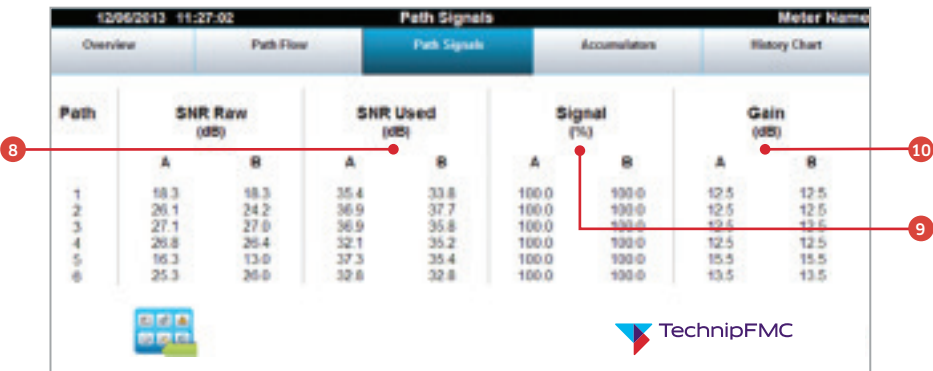 12/06/2013 11:27:02 Path Signals Meter Name
Overview Path Flow Path Signals Accumulators History Chart
Path SNR Raw SNR Used Signal Gain
(dB) (dB) (%) (dB)
8 10
A B A B A B A B
1 18.3 18.3 35.4 33.8 100.0 100.0 12.5 12.5
2 26.1 24.2 36.9 37.7 100.0 100.0 12.5 12.5
3 27.1 27.0 36.9 35.8 100.0 100.0 12.5 12.5
9
4 26.8 26.4 32.1 35.2 100.0 100.0 12.5 12.5
5 16.3 13.0 37.3 35.4 100.0 100.0 15.5 15.5
6 25.3 26.0 32.8 32.8 100.0 100.0 13.5 13.5
TechnipFMC